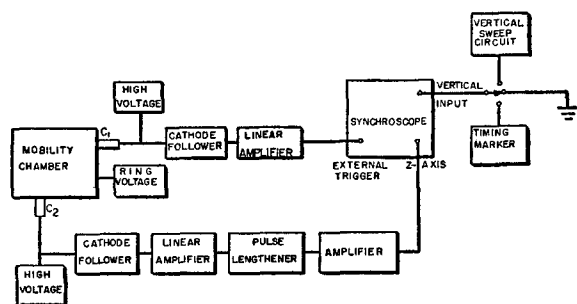 VERTICAL
SWEEP
CIRCUIT
HIGH
VOLTAGE
VERTICAL
INPUT
SYNCHROSCOPE
C1
MOBILITY
CHAMBER
CATHODE
FOLLOWER
LINEAR
AMPLIFIER
TIMING
MARKER
EXTERNAL
TRIGGER
Z-AXIS
RING
VOLTAGE
C2
CATHODE
FOLLOWER
LINEAR
AMPLIFIER
PULSE
LENGTHENER
AMPLIFIER
HIGH
VOLTAGE